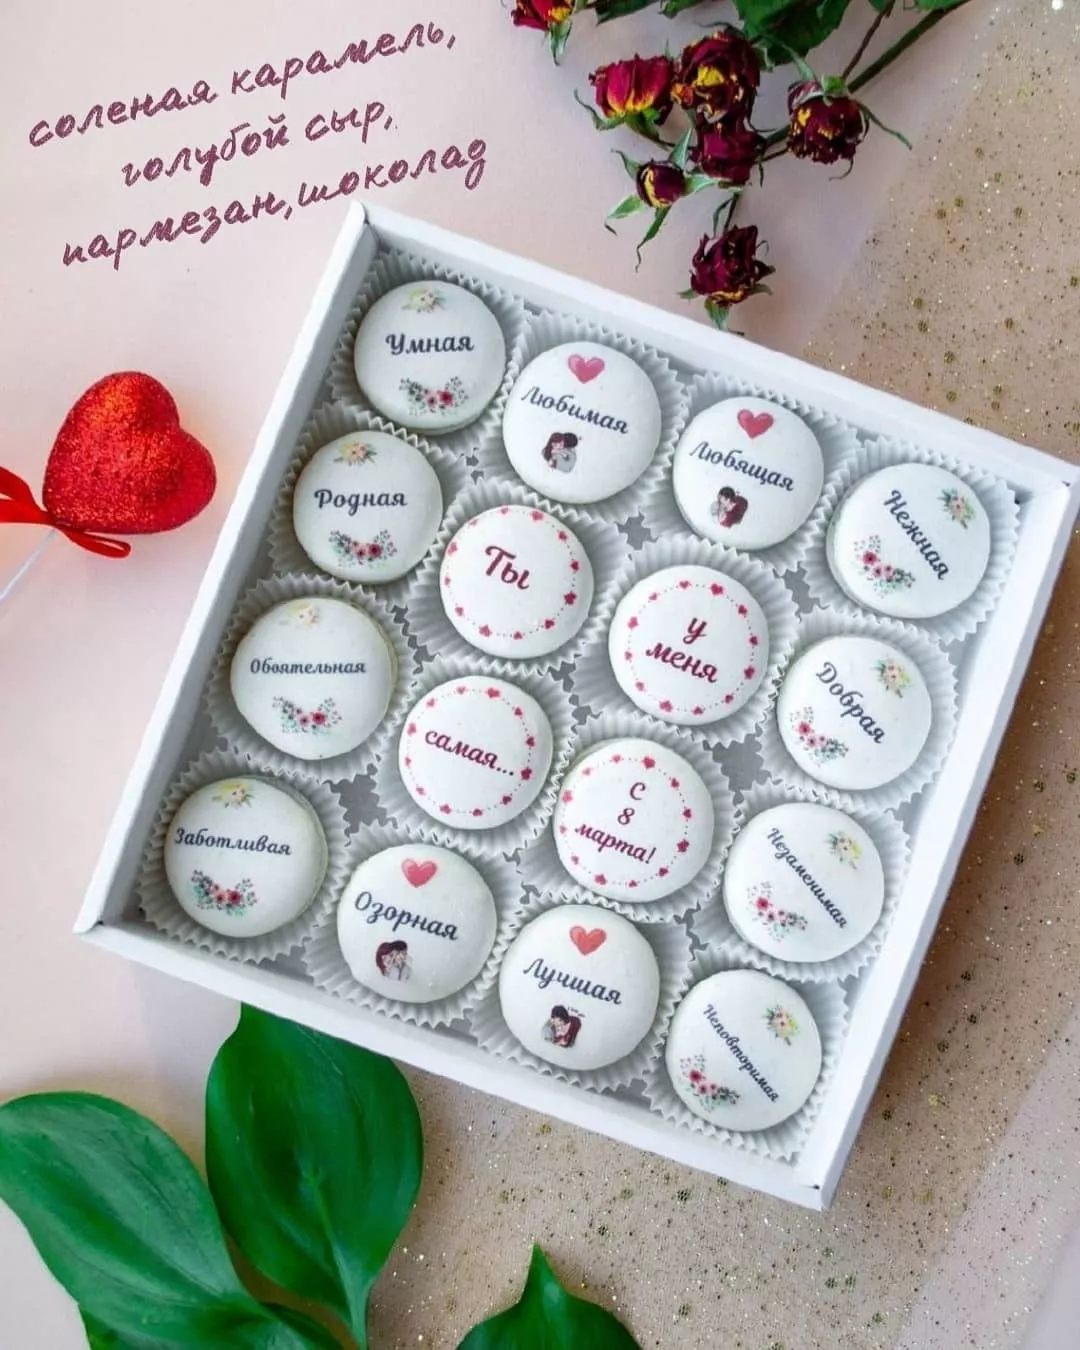 соленая карамель,
голубой сыр,
пармезан, шоколад
Умная
Любимая
Любящая
Нежная
Родная
Ты
у
меня
Добрая
Обоятельная
самая...
С
8
марта!
Незаменимая
Заботливая
Озорная
Лучшая
Неповторимая